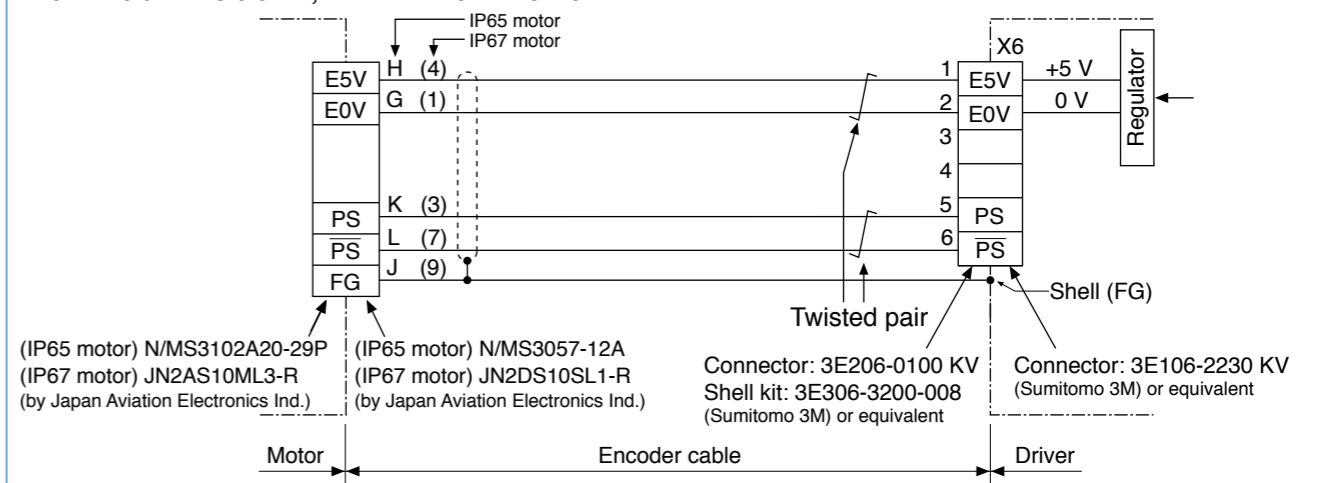 IP65 motor
IP67 motor
X6
H (4)
1
E5V
E5V
+5 V
G (1)
2
E0V
E0V
0 V
Regulator
3
4
K (3)
5
PS
PS
L (7)
6
PS
PS
J (9)
FG
Shell (FG)
Twisted pair
(IP65 motor) N/MS3102A20-29P
(IP67 motor) JN2AS10ML3-R
(by Japan Aviation Electronics Ind.)
(IP65 motor) N/MS3057-12A
(IP67 motor) JN2DS10SL1-R
(by Japan Aviation Electronics Ind.)
Connector: 3E206-0100 KV
Shell kit: 3E306-3200-008
(Sumitomo 3M) or equivalent
Connector: 3E106-2230 KV
(Sumitomo 3M) or equivalent
Motor
Encoder cable
Driver